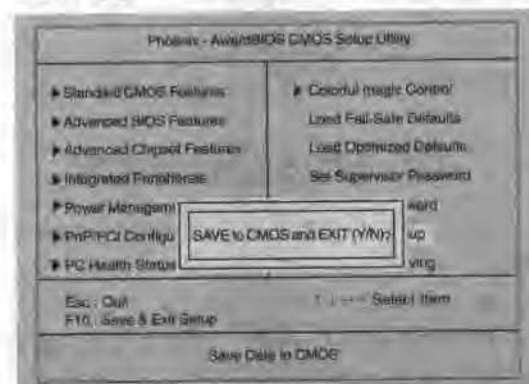 Phoenix - AwardBIOS CMOS Setup Utility
Standard CMOS Features
Advanced BIOS Features
Advanced Chipset Features
Integrated Peripherals
Power Managem
PnP/PCI Configu
PC Health Status
Colorful magic Control
Load Fail-Safe Defaults
Load Optimized Defaults
Set Supervisor Password
word
up
ving
SAVE to CMOS and EXIT (Y/N)?
Esc : Quit
F10 : Save & Exit Setup
↑ ↓ ← → Select Item
Save Data to CMOS